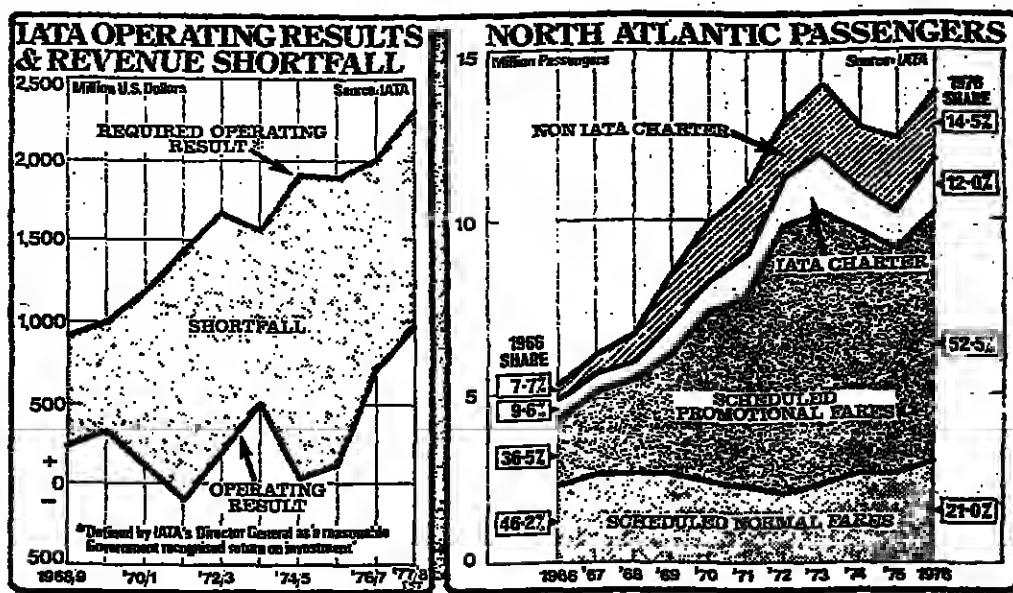 IATA OPERATING RESULTS
& REVENUE SHORTFALL
Million U.S. Dollars
Source: IATA
2,500
2,000
1,500
1,000
500
+
0
−
500
REQUIRED OPERATING
RESULT*
SHORTFALL
OPERATING
RESULT
*"Defined by IATA's Director General as 'a reasonable
Government recognised return on investment"
1968/9 '70/1 '72/3 '74/5 '76/7 '77/8
EST
NORTH ATLANTIC PASSENGERS
Million Passengers
Source: IATA
15
10
5
0
1976
SHARE
14·5%
12·0%
52·5%
21·0%
NON IATA CHARTER
IATA CHARTER
1966
SHARE
7·7%
9·6%
36·5%
46·2%
SCHEDULED
PROMOTIONAL FARES
SCHEDULED NORMAL FARES
1966 '67 '68 '69 '70 '71 '72 '73 '74 '75 1976